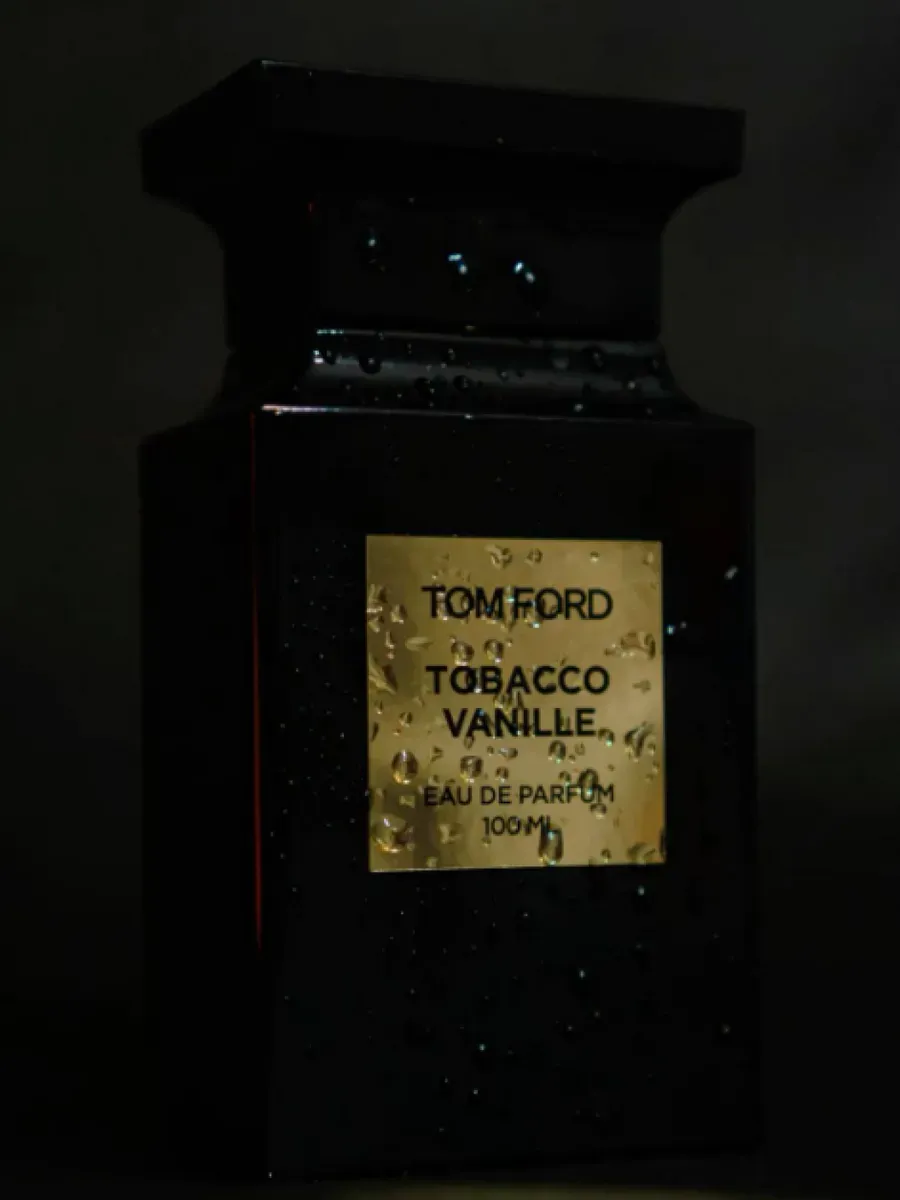 TOM FORD
TOBACCO
VANILLE
EAU DE PARFUM
100 ML